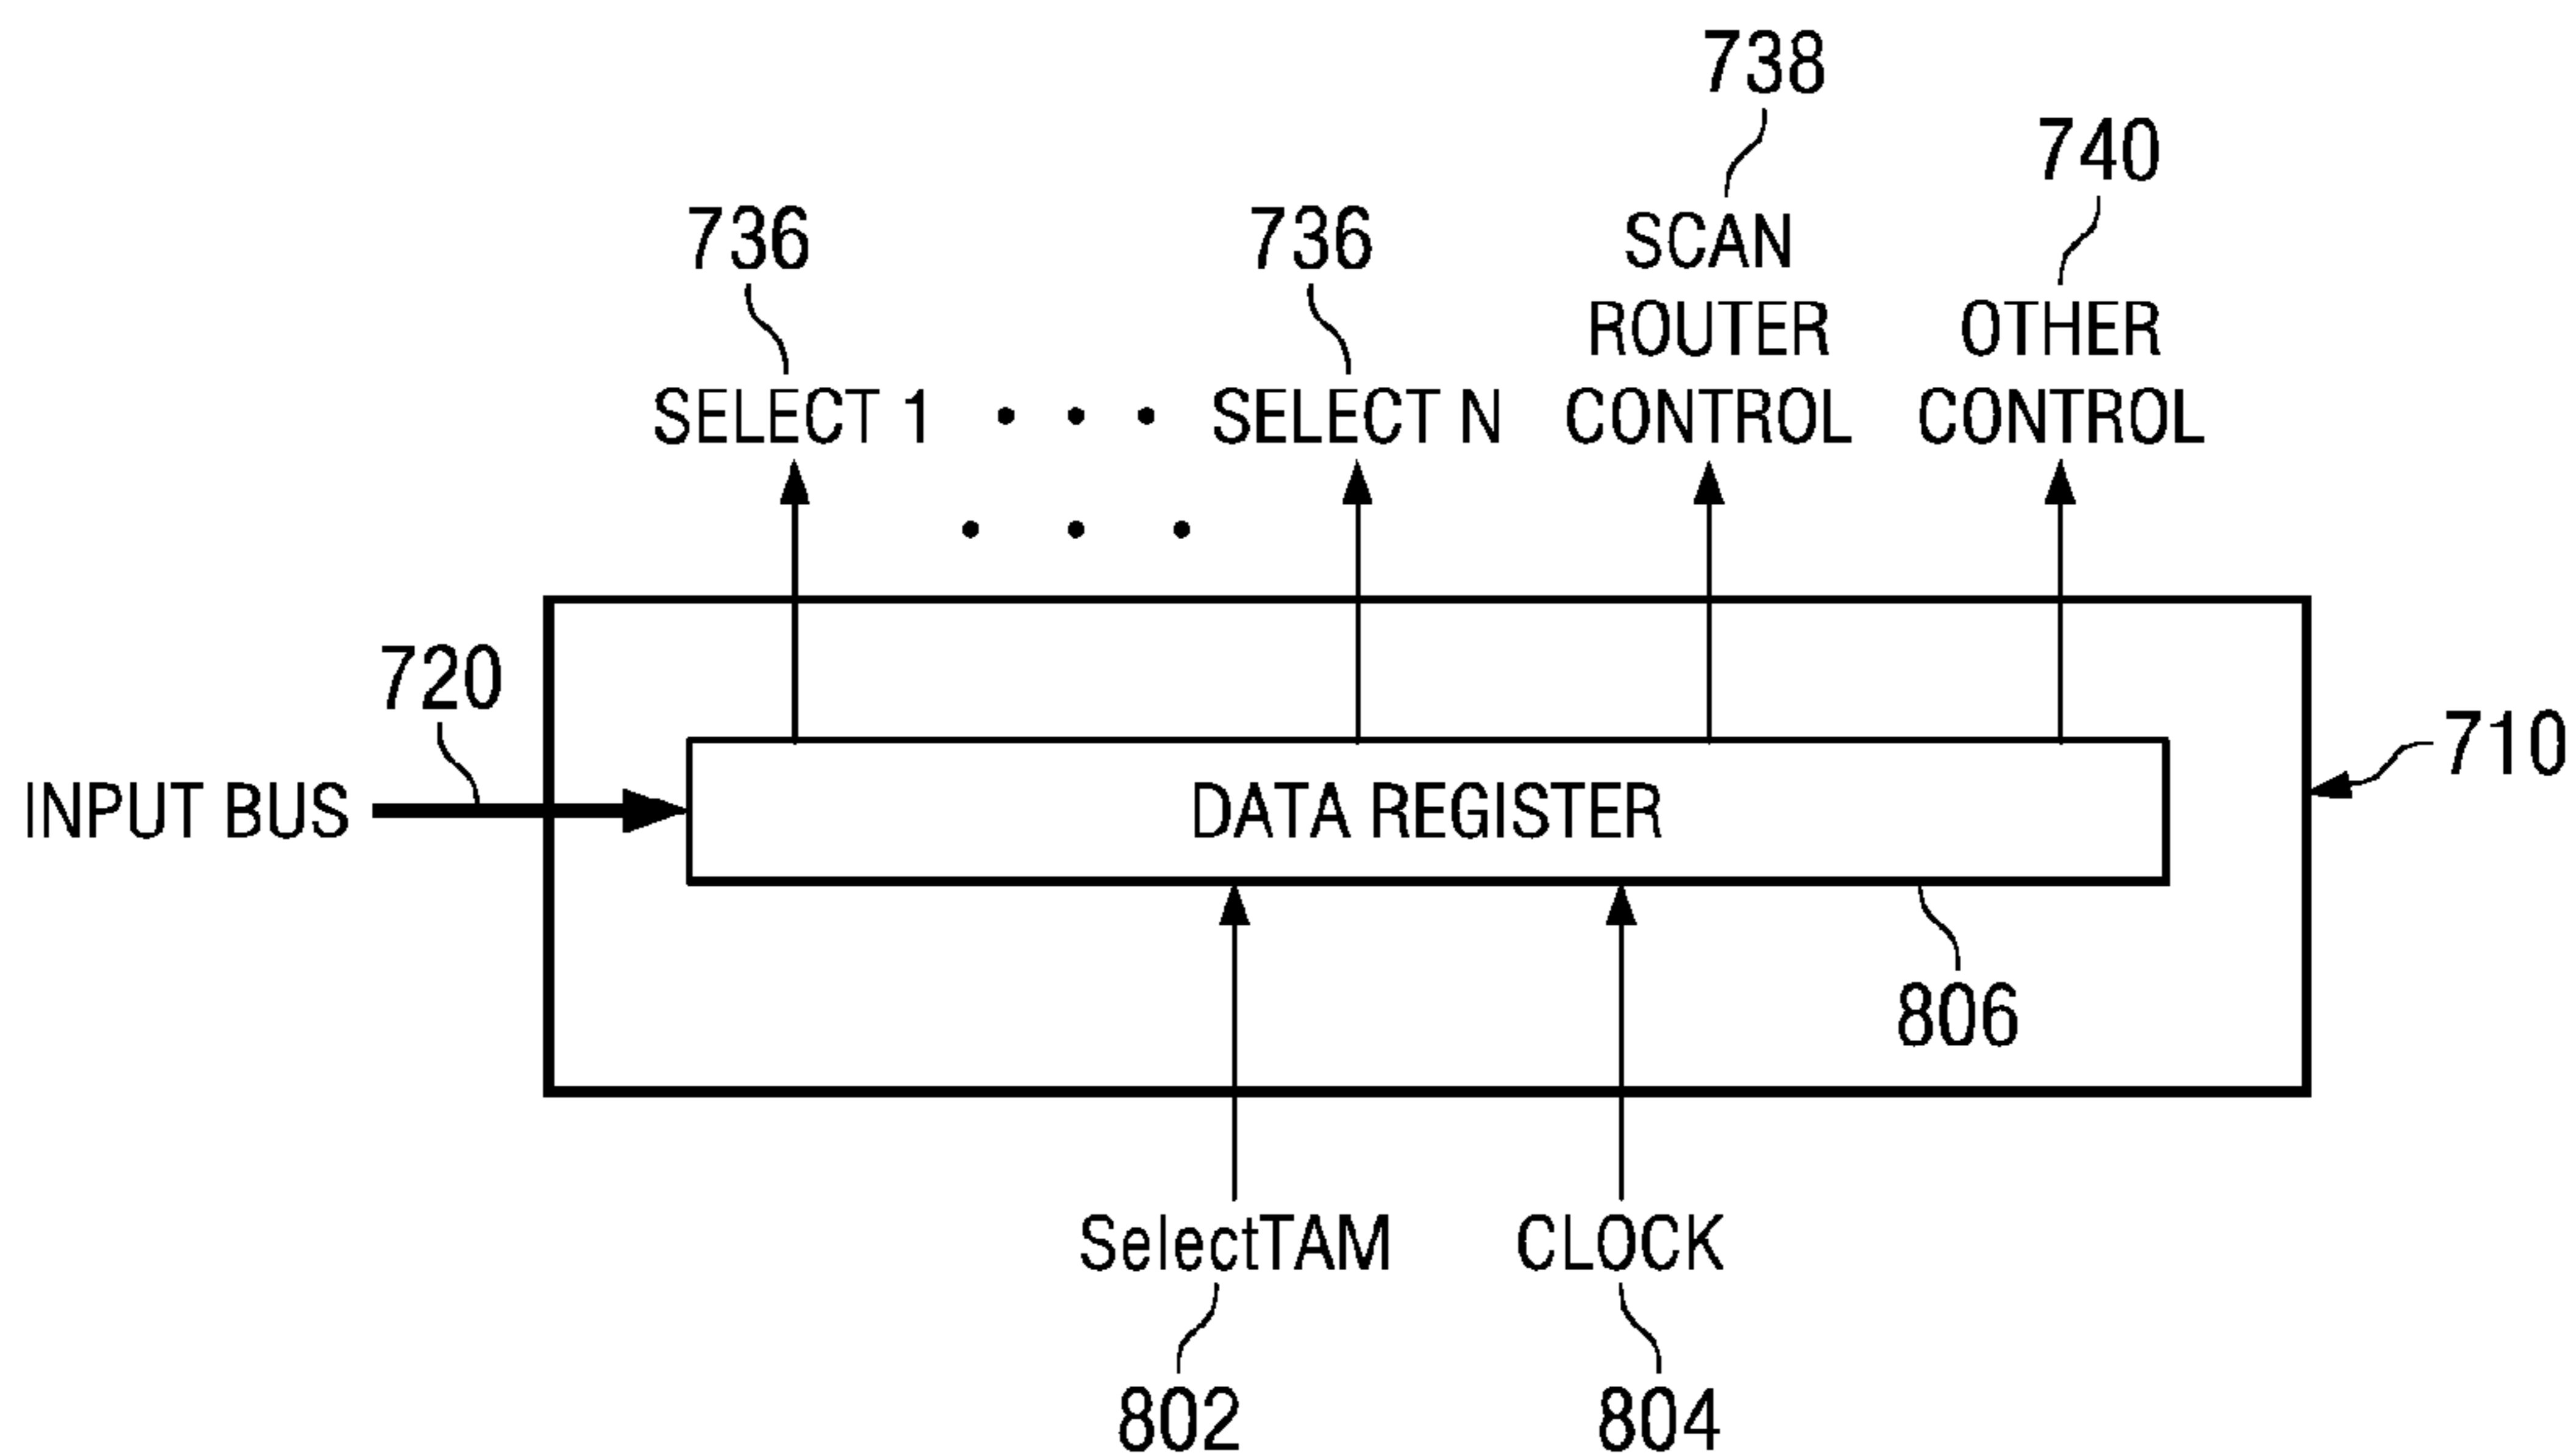 738
740
736
736
SCAN
ROUTER
CONTROL
OTHER
CONTROL
SELECT 1 • • • SELECT N
• • •
720
710
INPUT BUS
DATA REGISTER
806
SelectTAM
CLOCK
802
804